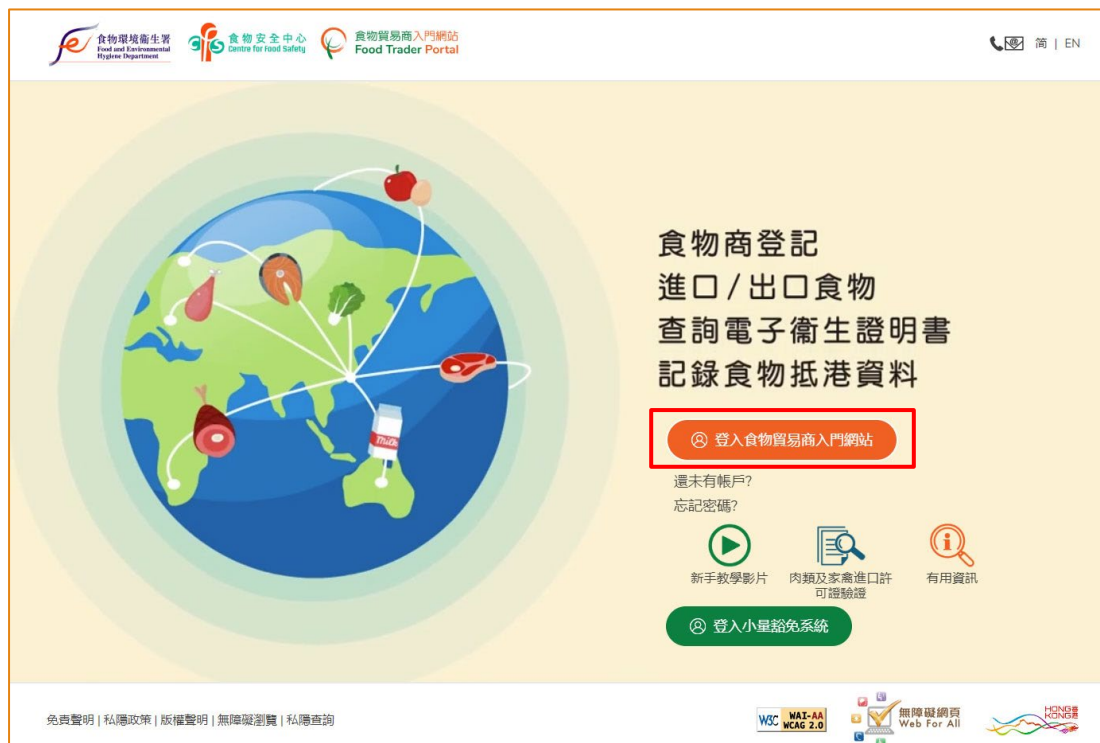 食物環境衞生署
Food and Environmental
Hygiene Department
cfs
食物安全中心
Centre for Food Safety
食物貿易商入門網站
Food Trader Portal
简 | EN
食物商登記
進口/出口食物
查詢電子衞生證明書
記錄食物抵港資料
登入食物貿易商入門網站
還未有帳戶?
忘記密碼?
新手教學影片
肉類及家禽進口許
可證驗證
有用資訊
登入小量豁免系統
Milk
免責聲明 | 私隱政策 | 版權聲明 | 無障礙瀏覽 | 私隱查詢
W3C WAI-AA
WCAG 2.0
無障礙網頁
Web For All
HONG
KONG